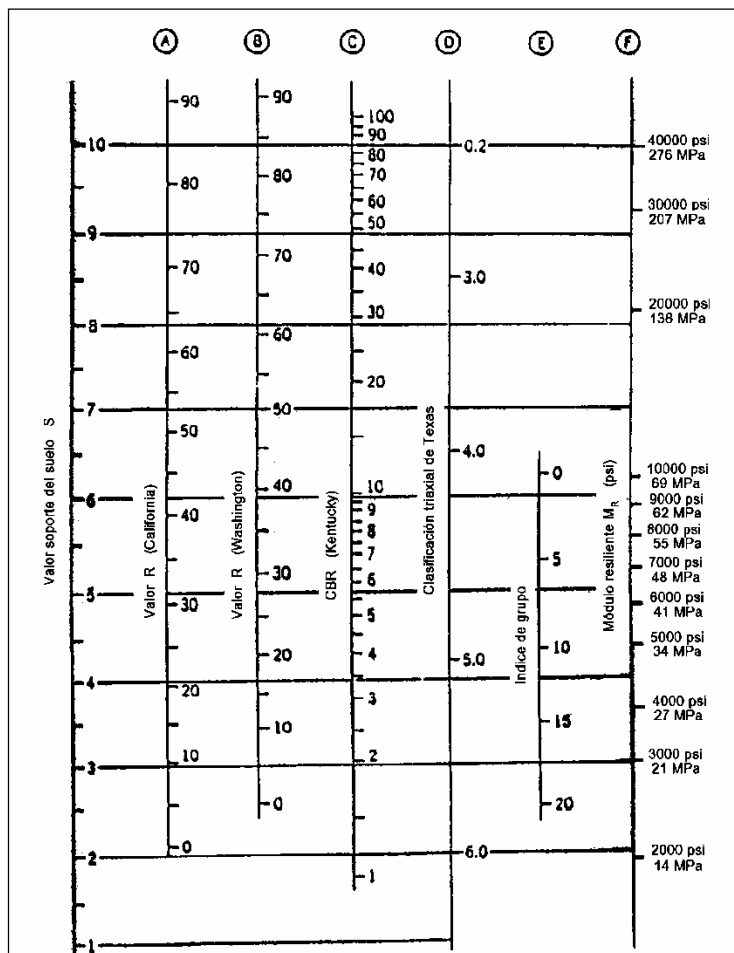 A B C D E F
Valor soporte del suelo S
10
9
8
7
6
5
4
3
2
1
Valor R (California)
90
80
70
60
50
40
30
20
10
0
Valor R (Washington)
90
80
70
60
50
40
30
20
10
0
CBR (Kentucky)
100
90
80
70
60
50
40
30
20
10
9
8
7
6
5
4
3
2
1
Clasificación triaxial de Texas
0.2
3.0
4.0
5.0
6.0
Indice de grupo
0
5
10
15
20
Módulo resiliente MR (psi)
40000 psi
276 MPa
30000 psi
207 MPa
20000 psi
138 MPa
10000 psi
69 MPa
9000 psi
62 MPa
8000 psi
55 MPa
7000 psi
48 MPa
6000 psi
41 MPa
5000 psi
34 MPa
4000 psi
27 MPa
3000 psi
21 MPa
2000 psi
14 MPa